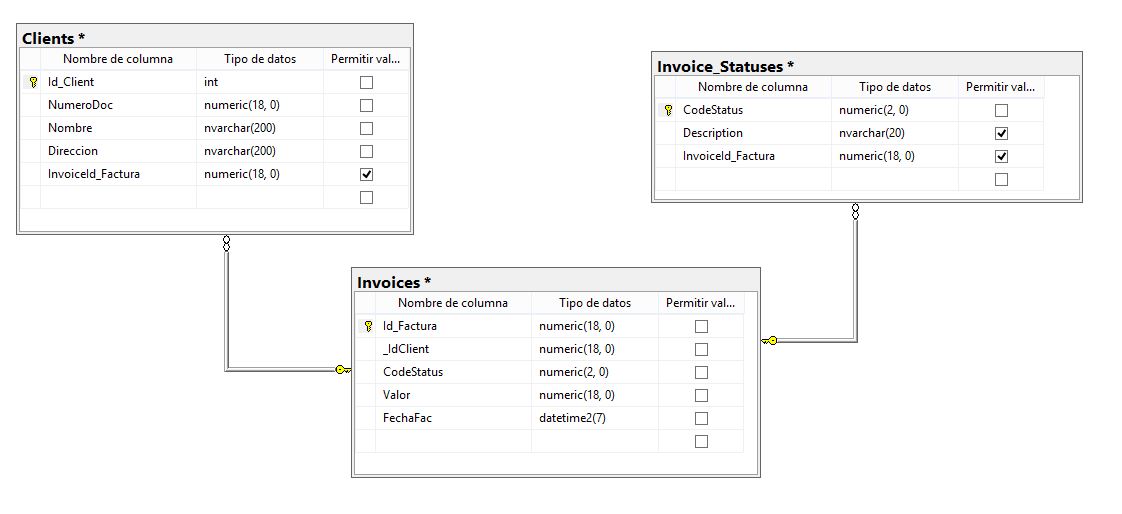 Clients *
Nombre de columna Tipo de datos Permitir val...
Id_Client int
NumeroDoc numeric(18, 0)
Nombre nvarchar(200)
Direccion nvarchar(200)
InvoiceId_Factura numeric(18, 0)
Invoice_Statuses *
Nombre de columna Tipo de datos Permitir val...
CodeStatus numeric(2, 0)
Description nvarchar(20)
InvoiceId_Factura numeric(18, 0)
Invoices *
Nombre de columna Tipo de datos Permitir val...
Id_Factura numeric(18, 0)
_IdClient numeric(18, 0)
CodeStatus numeric(2, 0)
Valor numeric(18, 0)
FechaFac datetime2(7)